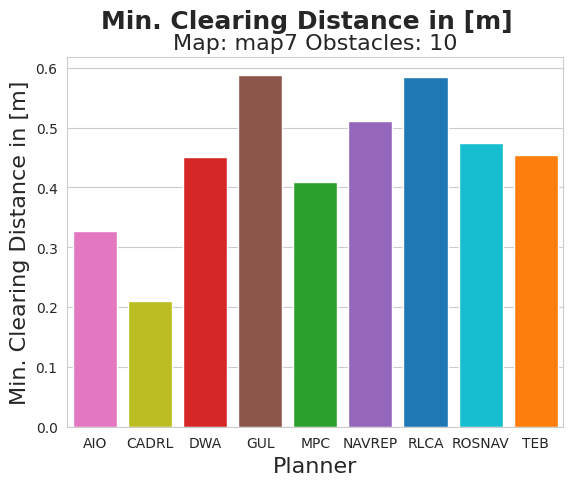 Min. Clearing Distance in [m]
Map: map7 Obstacles: 10
Min. Clearing Distance in [m]
0.6
0.5
0.4
0.3
0.2
0.1
0.0
AIO CADRL DWA GUL MPC NAVREP RLCA ROSNAV TEB
Planner